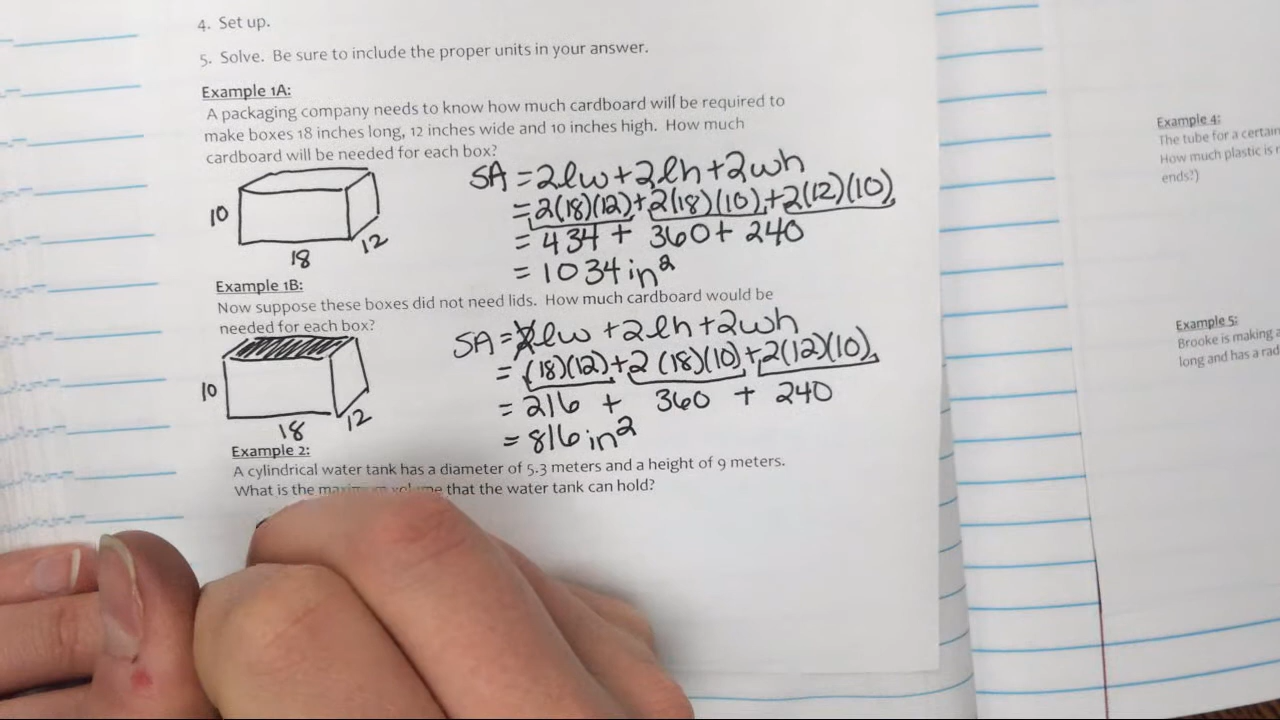 4. Set up.
5. Solve. Be sure to include the proper units in your answer.
Example 1A:
A packaging company needs to know how much cardboard will be required to
make boxes 18 inches long, 12 inches wide and 10 inches high. How much
cardboard will be needed for each box?
10
18
12
SA = 2lw + 2lh + 2wh
= 2(18)(12) + 2(18)(10) + 2(12)(10)
= 434 + 360 + 240
= 1034 in²
Example 1B:
Now suppose these boxes did not need lids. How much cardboard would be
needed for each box?
10
18
12
SA = 2lw + 2lh + 2wh
= (18)(12) + 2(18)(10) + 2(12)(10)
= 216 + 360 + 240
= 816 in²
Example 2:
A cylindrical water tank has a diameter of 5.3 meters and a height of 9 meters.
What is the maximum volume that the water tank can hold?
Example 4:
The tube for a certain
How much plastic is
ends?)
Example 5:
Brooke is making a
long and has a rad